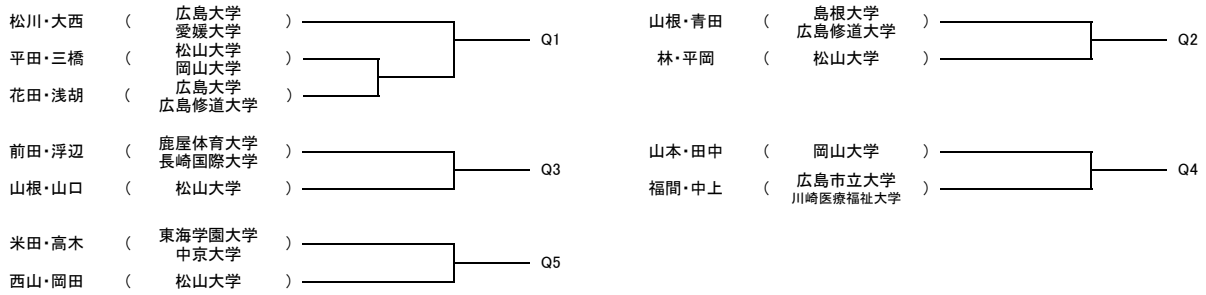 松川・大西 ( 広島大学 愛媛大学 ) Q1
平田・三橋 ( 松山大学 岡山大学 )
花田・浅胡 ( 広島大学 広島修道大学 )
山根・青田 ( 島根大学 広島修道大学 ) Q2
林・平岡 ( 松山大学 )
前田・浮辺 ( 鹿屋体育大学 長崎国際大学 ) Q3
山根・山口 ( 松山大学 )
山本・田中 ( 岡山大学 ) Q4
福間・中上 ( 広島市立大学 川崎医療福祉大学 )
米田・高木 ( 東海学園大学 中京大学 ) Q5
西山・岡田 ( 松山大学 )